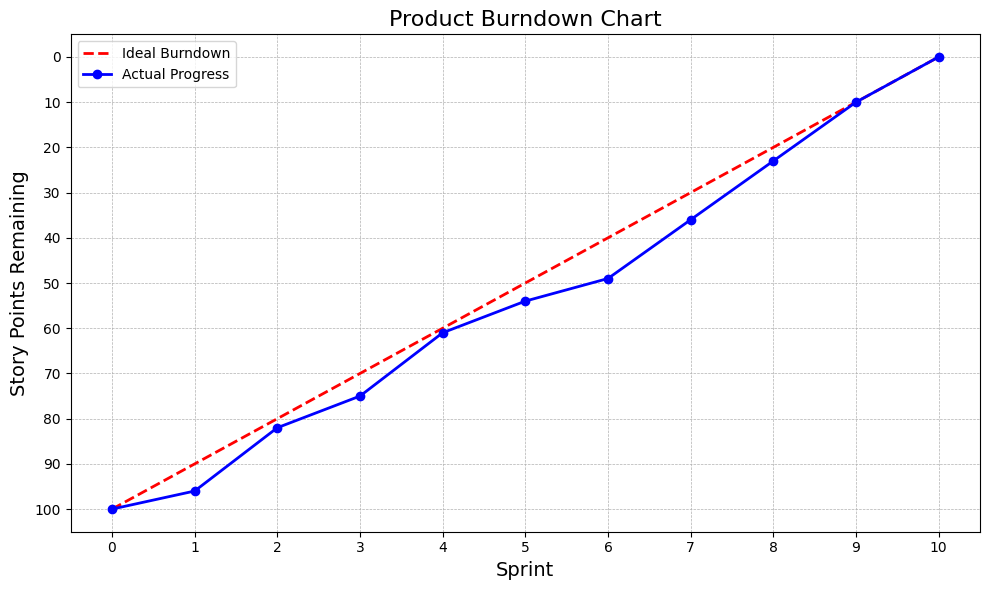 Product Burndown Chart
Ideal Burndown
Actual Progress
Story Points Remaining
0
10
20
30
40
50
60
70
80
90
100
0 1 2 3 4 5 6 7 8 9 10
Sprint